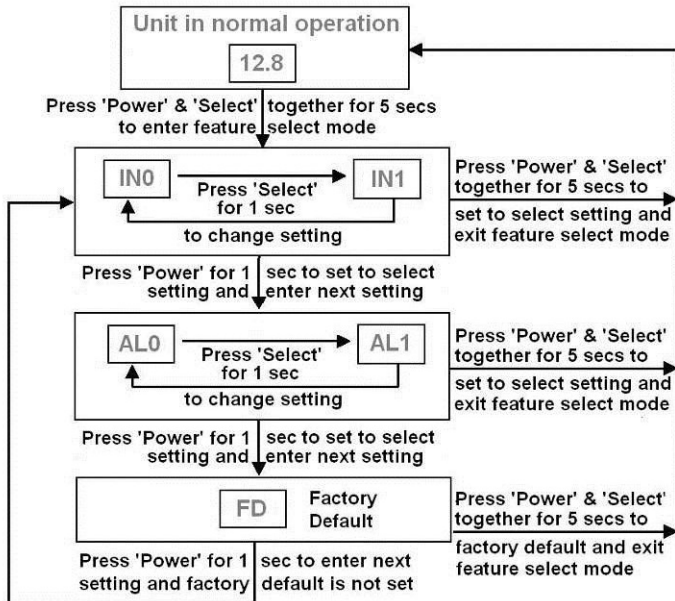 Unit in normal operation
12.8
Press 'Power' & 'Select' together for 5 secs
to enter feature select mode
IN0
IN1
Press 'Select'
for 1 sec
to change setting
Press 'Power' & 'Select'
together for 5 secs to
set to select setting and
exit feature select mode
Press 'Power' for 1 sec to set to select
setting and enter next setting
AL0
AL1
Press 'Select'
for 1 sec
to change setting
Press 'Power' & 'Select'
together for 5 secs to
set to select setting and
exit feature select mode
Press 'Power' for 1 sec to set to select
setting and enter next setting
FD
Factory
Default
Press 'Power' & 'Select'
together for 5 secs to
factory default and exit
feature select mode
Press 'Power' for 1 sec to enter next
setting and factory default is not set